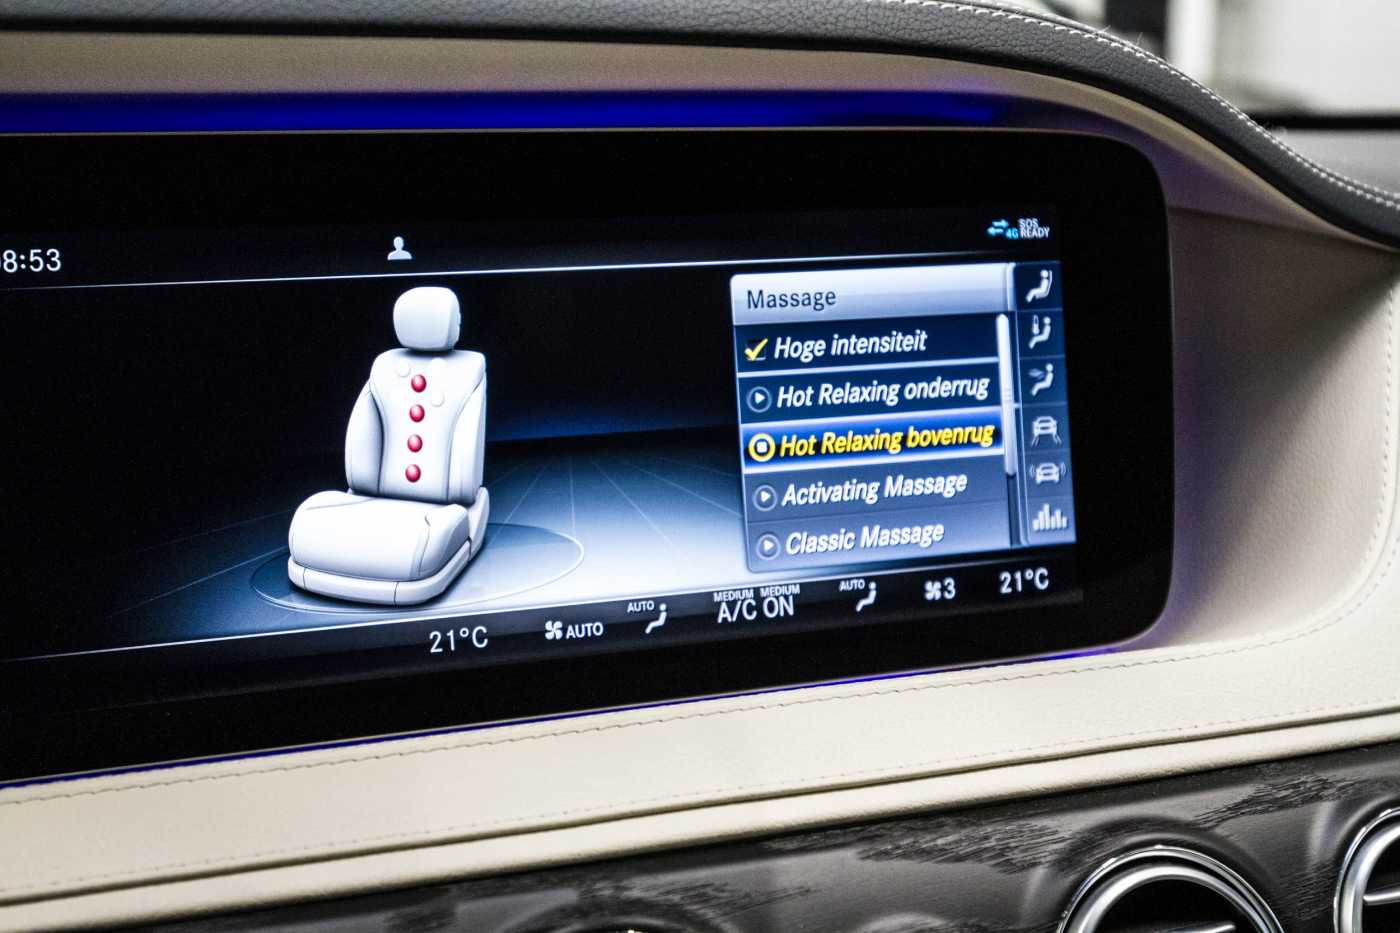 8:53
SOS
4G READY
Massage
Hoge intensiteit
Hot Relaxing onderrug
Hot Relaxing bovenrug
Activating Massage
Classic Massage
21°C
AUTO
AUTO
MEDIUM MEDIUM
A/C ON
AUTO
3
21°C